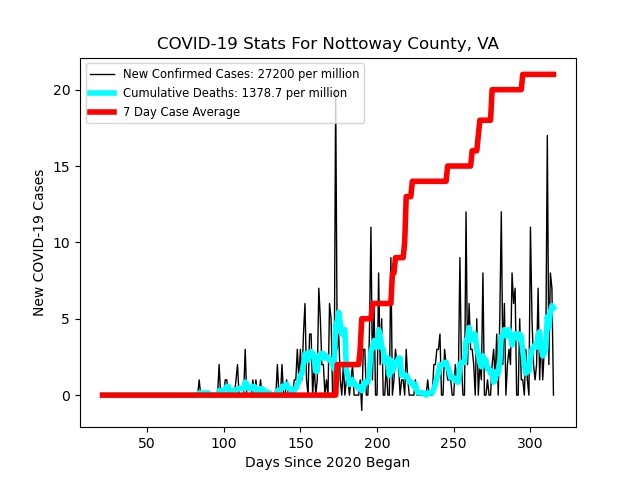 COVID-19 Stats For Nottoway County, VA
New Confirmed Cases: 27200 per million
Cumulative Deaths: 1378.7 per million
7 Day Case Average
New COVID-19 Cases
20
15
10
5
0
50 100 150 200 250 300
Days Since 2020 Began